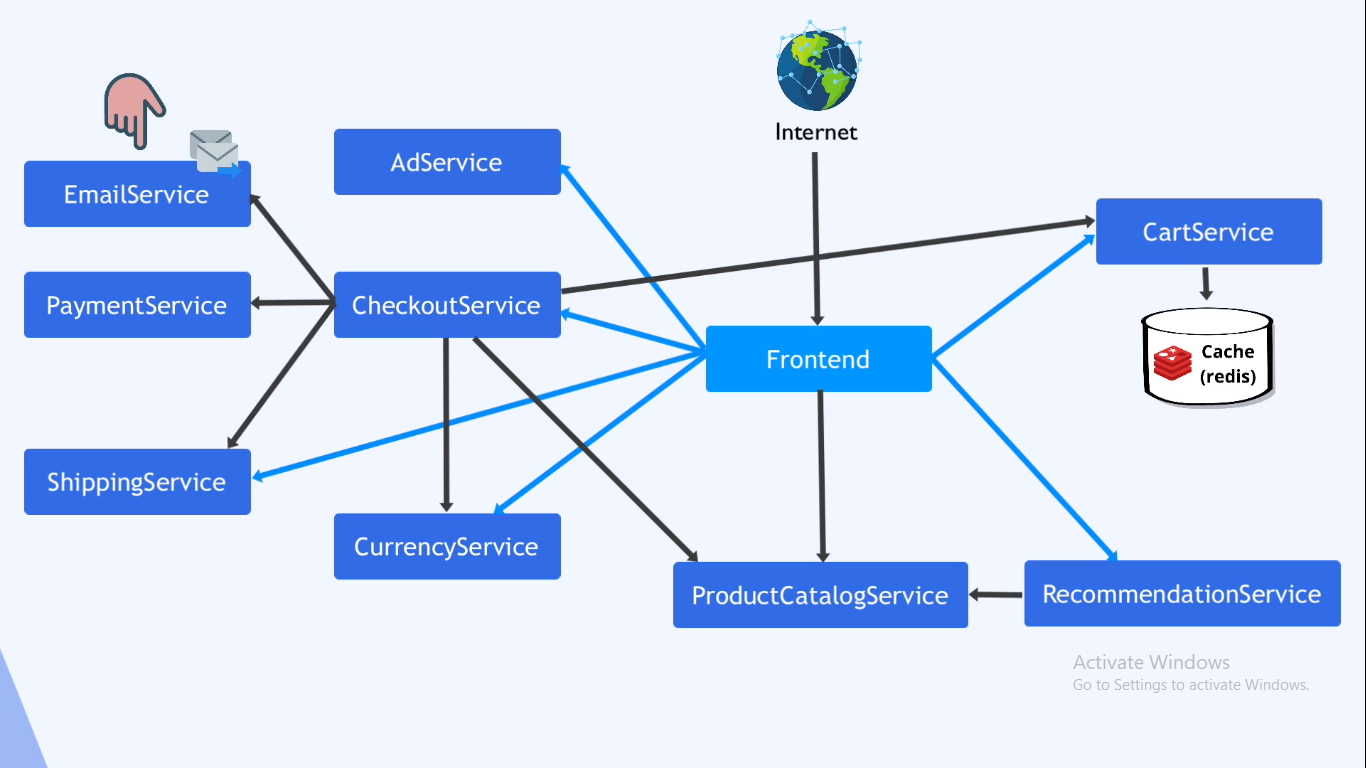 Internet
AdService
EmailService
CartService
PaymentService
CheckoutService
Frontend
Cache
(redis)
ShippingService
CurrencyService
ProductCatalogService
RecommendationService
Activate Windows
Go to Settings to activate Windows.